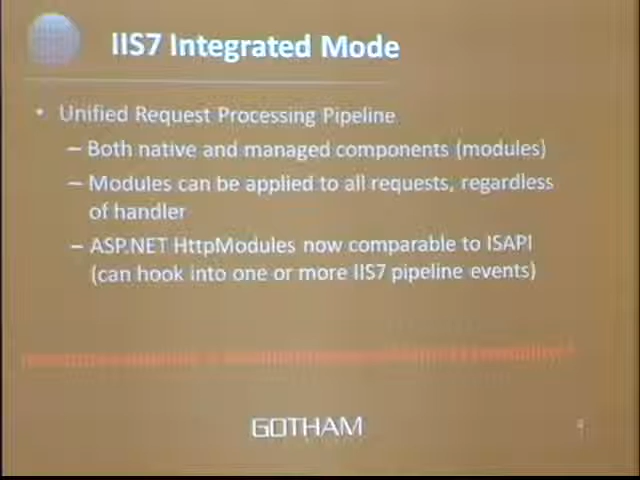 IIS7 Integrated Mode
• Unified Request Processing Pipeline
– Both native and managed components (modules)
– Modules can be applied to all requests, regardless
of handler
– ASP.NET HttpModules now comparable to ISAPI
(can hook into one or more IIS7 pipeline events)
GOTHAM